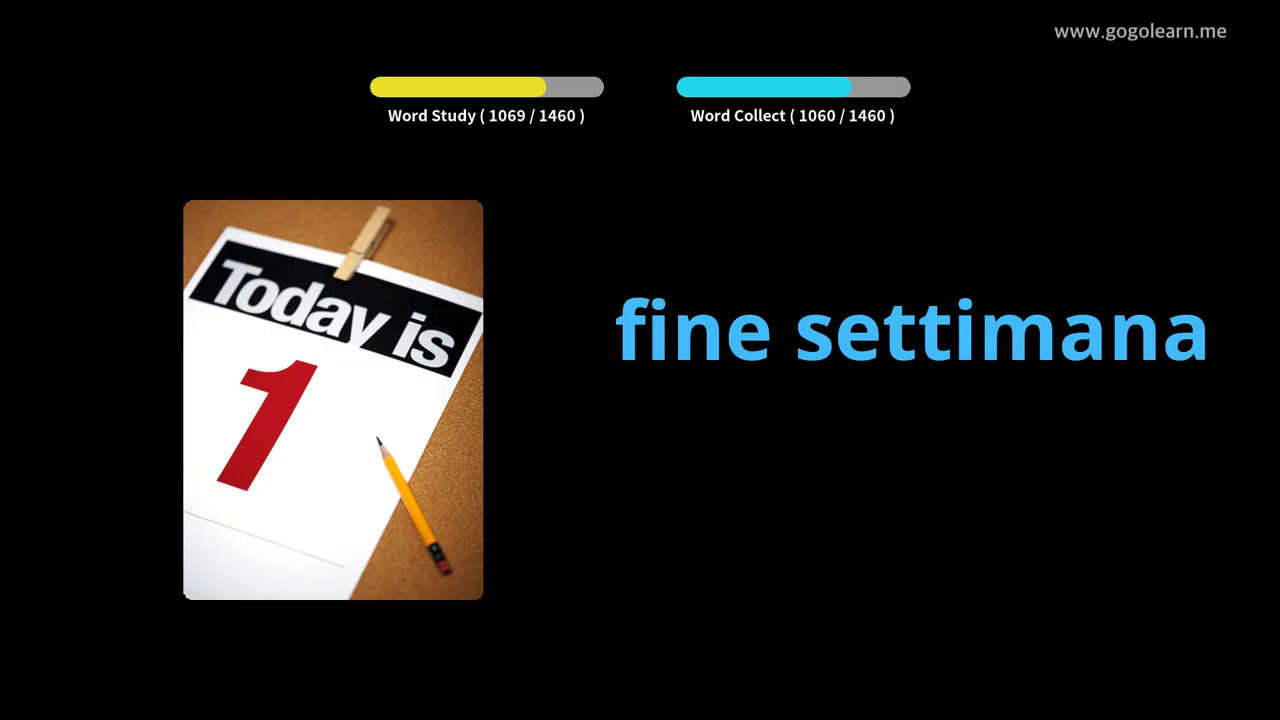 www.gogolearn.me
Word Study ( 1069 / 1460 )
Word Collect ( 1060 / 1460 )
Today is
1
fine settimana